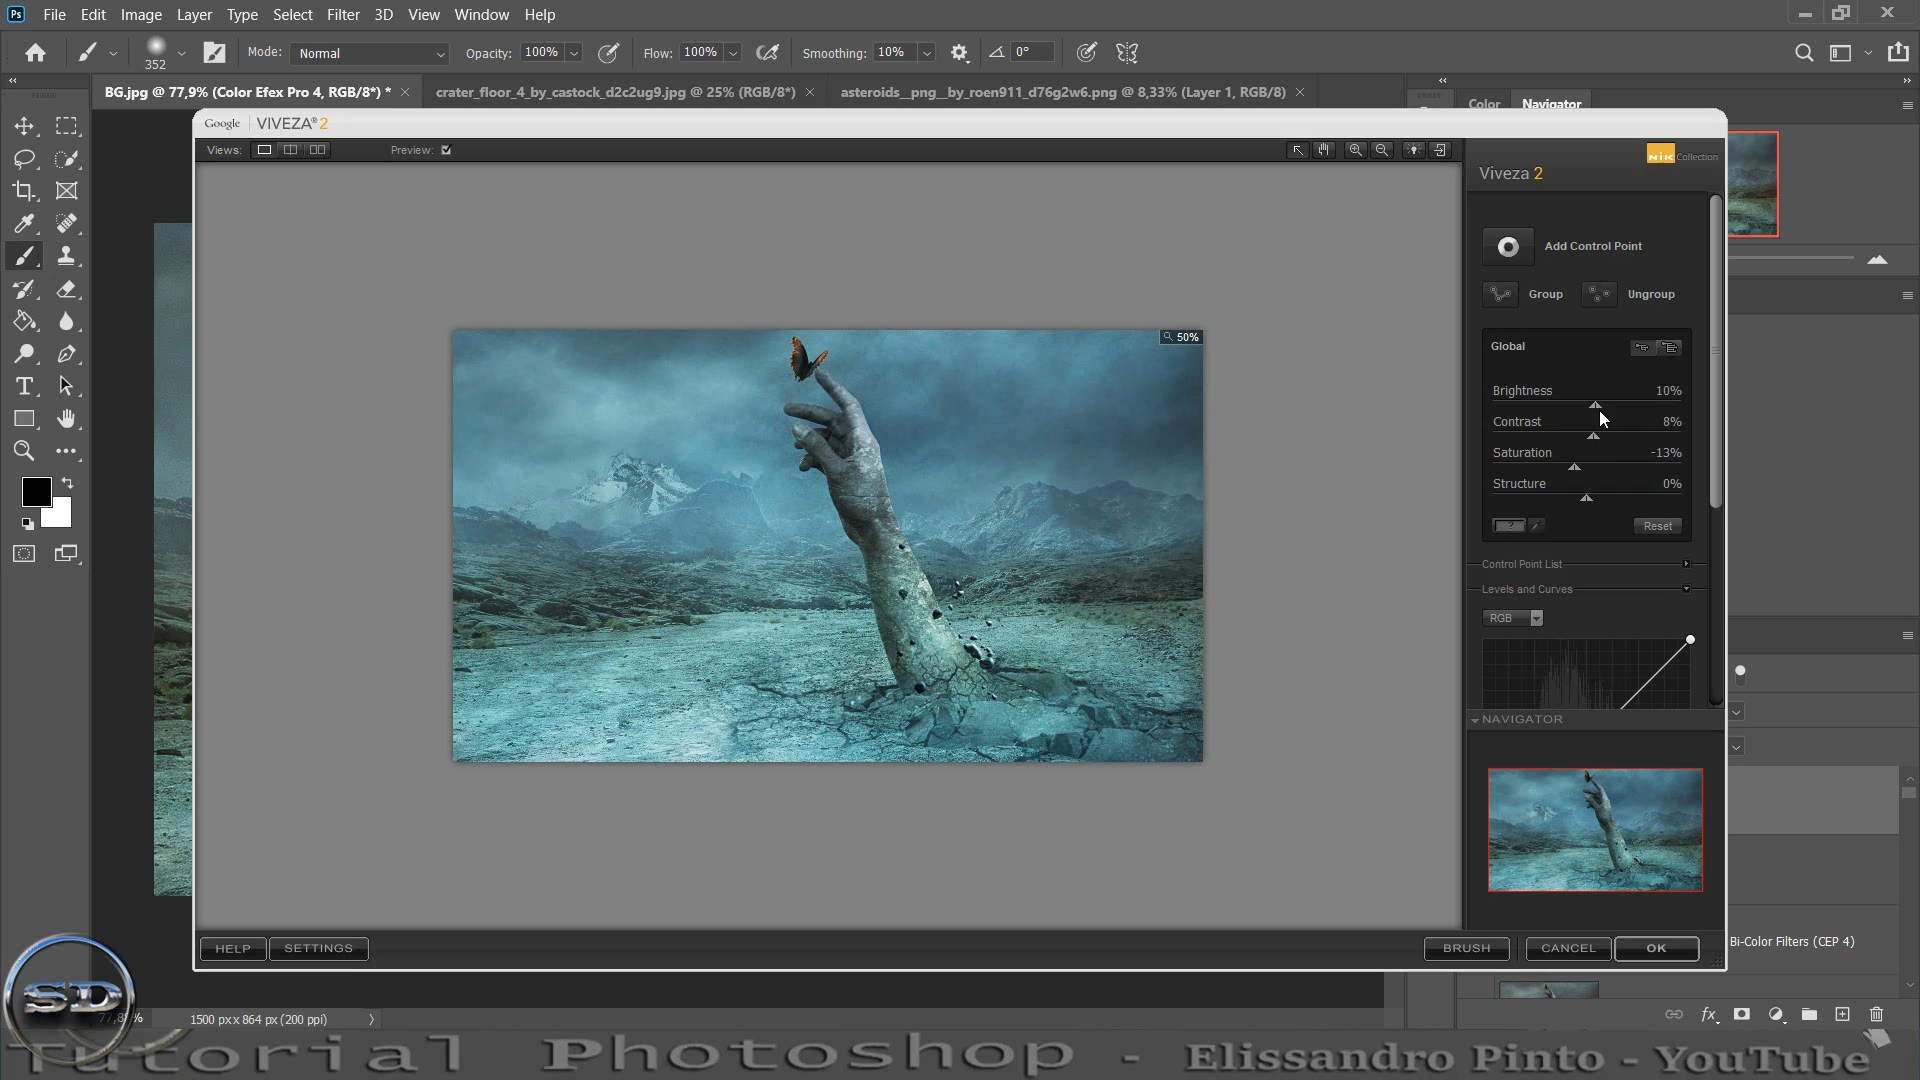 Ps File Edit Image Layer Type Select Filter 3D View Window Help
352 Mode: Normal Opacity: 100% Flow: 100% Smoothing: 10% 0°
BG.jpg @ 77,9% (Color Efex Pro 4, RGB/8*) * crater_floor_4_by_castock_d2c2ug9.jpg @ 25% (RGB/8*) asteroids__png__by_roen911_d76g2w6.png @ 8,33% (Layer 1, RGB/8)
Color Navigator
Google VIVEZA® 2
Views: Preview:
Nik Collection
Viveza 2
Add Control Point
Group Ungroup
50%
Global
Brightness 10%
Contrast 8%
Saturation -13%
Structure 0%
? Reset
Control Point List
Levels and Curves
RGB
NAVIGATOR
HELP SETTINGS BRUSH CANCEL OK
Bi-Color Filters (CEP 4)
SD
1500 px x 864 px (200 ppi)
fx
Tutorial Photoshop - Elissandro Pinto - YouTube